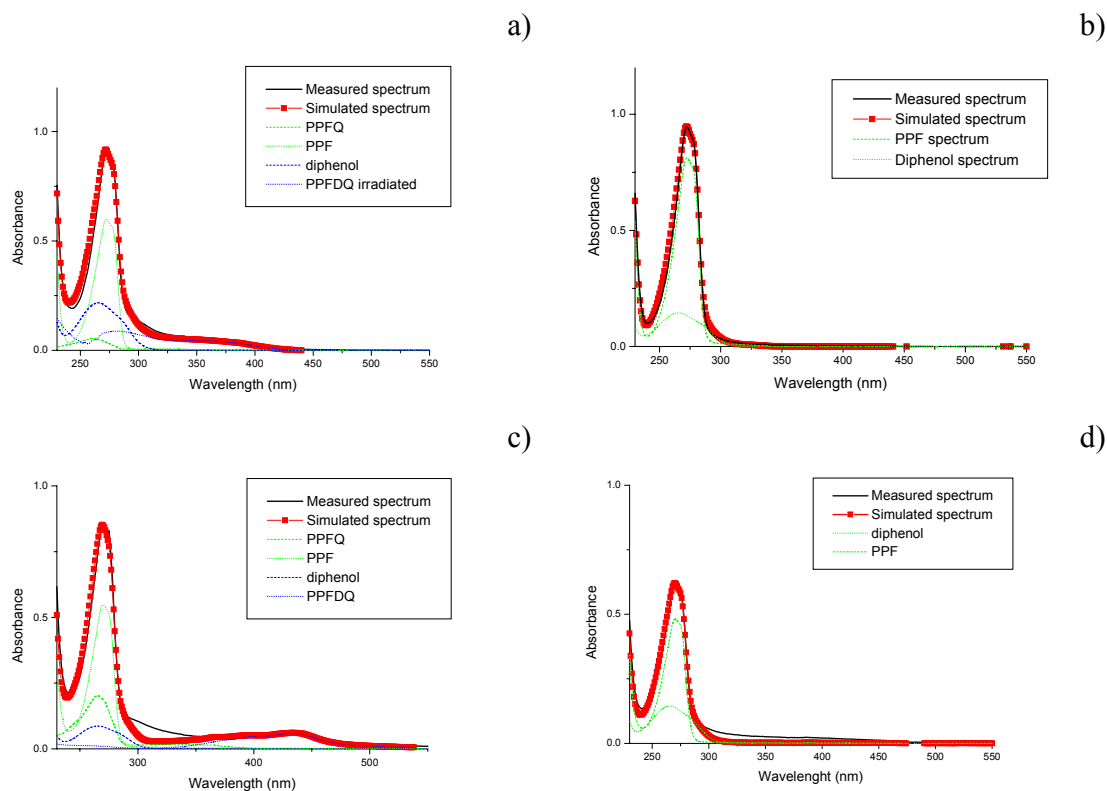 a)
Measured spectrum
Simulated spectrum
PPFQ
PPF
diphenol
PPFDQ irradiated
1.0
0.5
0.0
Absorbance
250
300
350
400
450
500
550
Wavelength (nm)
b)
Measured spectrum
Simulated spectrum
PPF spectrum
Diphenol spectrum
1.0
0.5
0.0
Absorbance
250
300
350
400
450
500
550
Wavelength (nm)
c)
Measured spectrum
Simulated spectrum
PPFQ
PPF
diphenol
PPFDQ
1.0
0.5
0.0
Absorbance
300
400
500
Wavelength (nm)
d)
Measured spectrum
Simulated spectrum
diphenol
PPF
1.0
0.5
0.0
Absorbance
250
300
350
400
450
500
550
Wavelenght (nm)